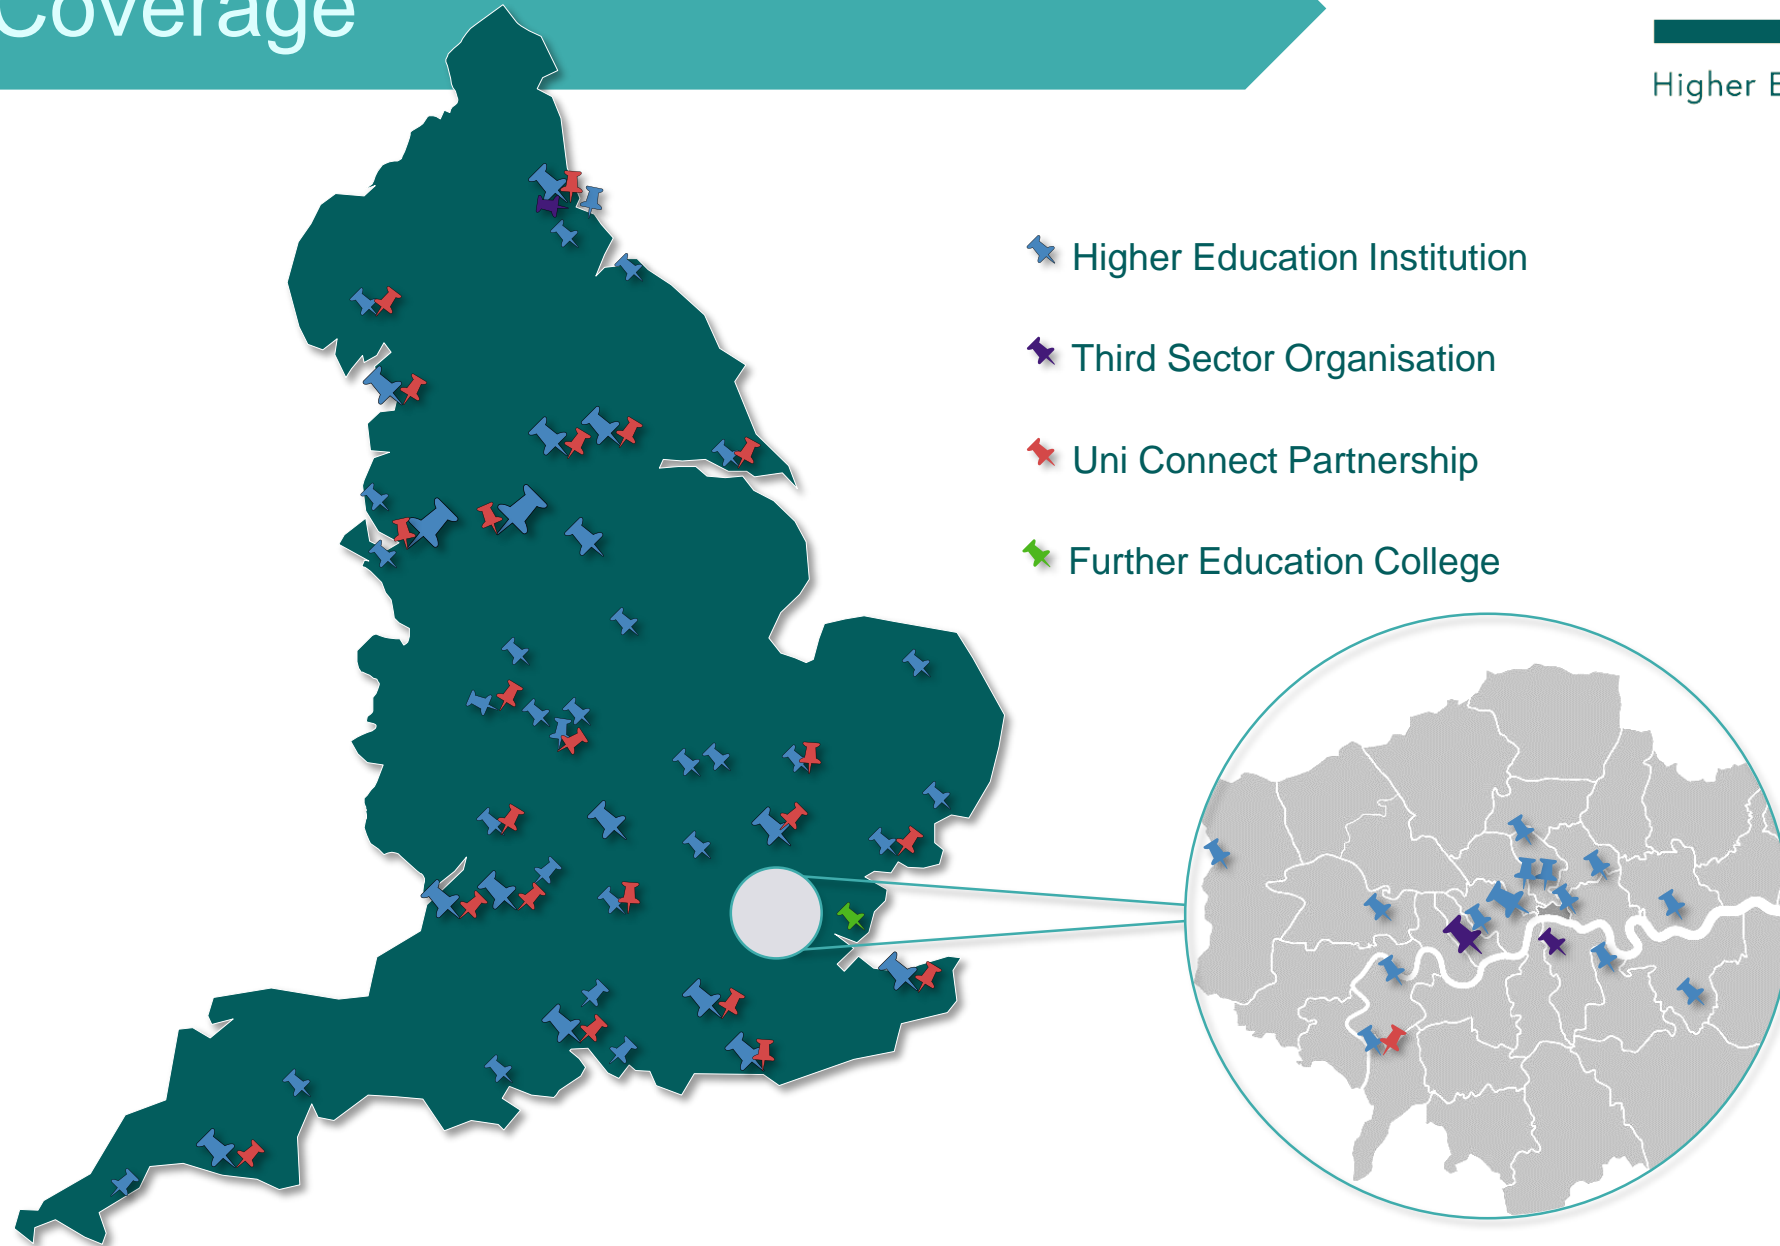 Coverage
Higher E
Higher Education Institution
Third Sector Organisation
Uni Connect Partnership
Further Education College